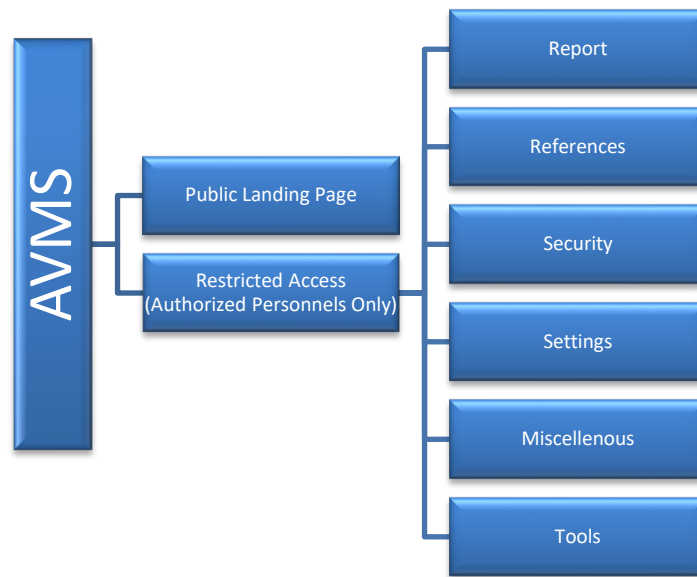 AVMS
Public Landing Page
Restricted Access
(Authorized Personnels Only)
Report
References
Security
Settings
Miscellenous
Tools